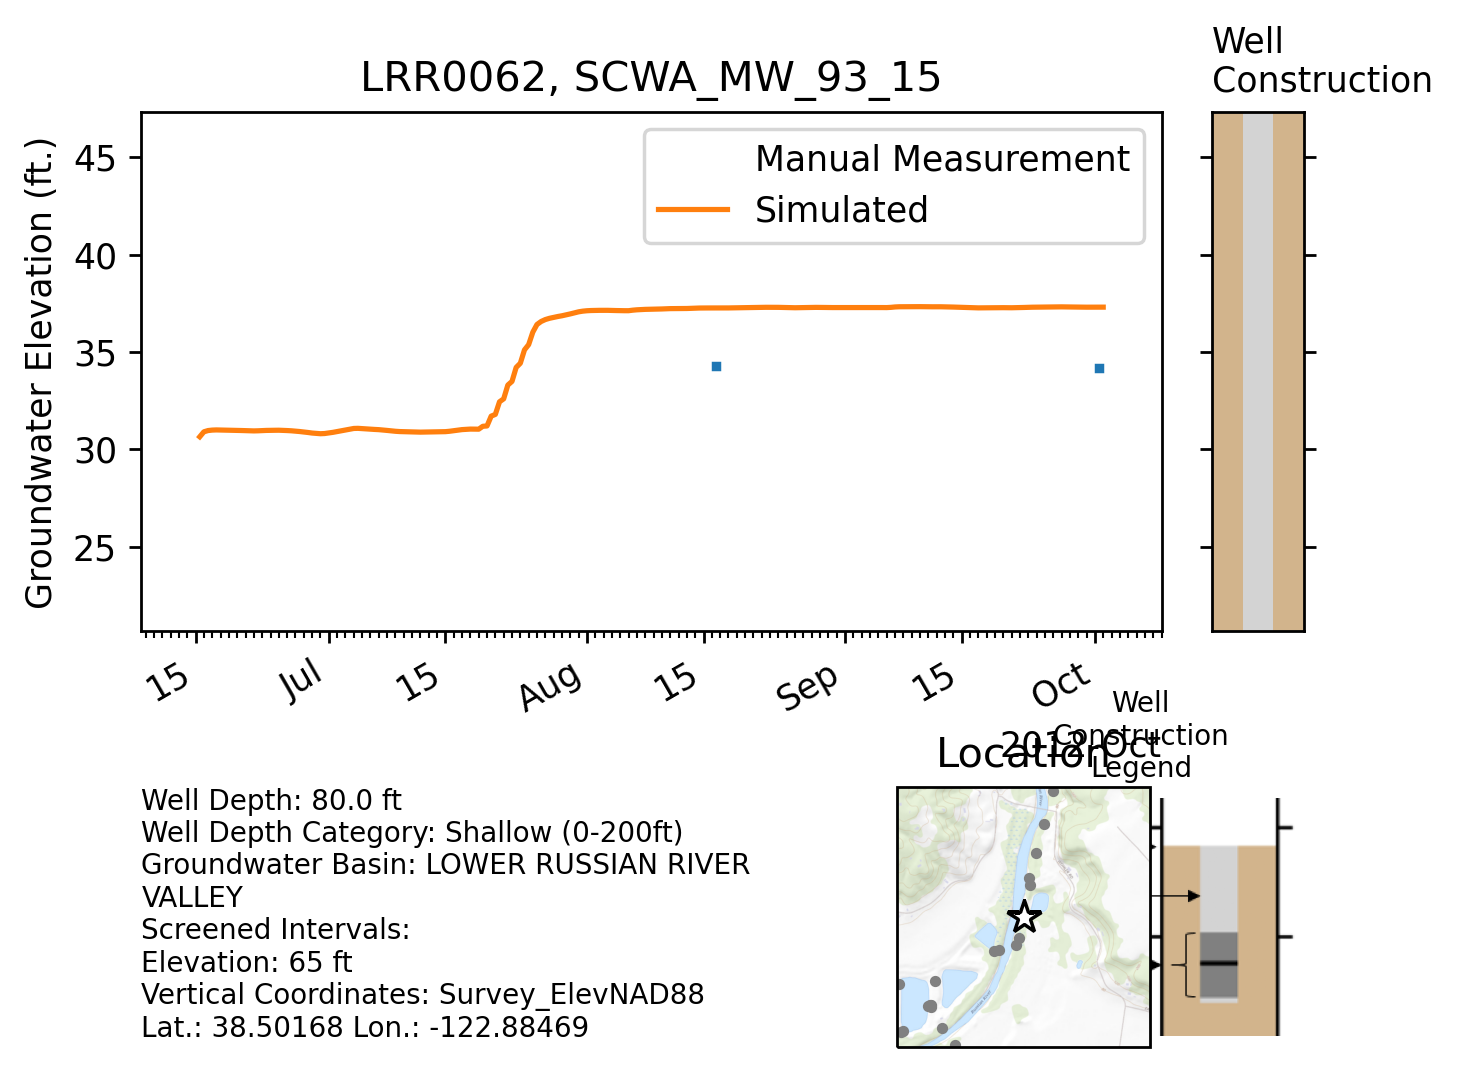 Well
Construction
LRR0062, SCWA_MW_93_15
Groundwater Elevation (ft.)
45
40
35
30
25
Manual Measurement
Simulated
15
Jul
15
Aug
15
Sep
15
Oct
2012-Oct
Location
Well
Construction
Legend
Well Depth: 80.0 ft
Well Depth Category: Shallow (0-200ft)
Groundwater Basin: LOWER RUSSIAN RIVER
VALLEY
Screened Intervals:
Elevation: 65 ft
Vertical Coordinates: Survey_ElevNAD88
Lat.: 38.50168 Lon.: -122.88469